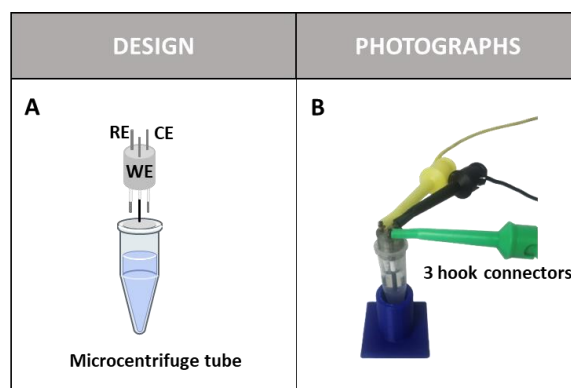 DESIGN
PHOTOGRAPHS
A
RE
CE
WE
Microcentrifuge tube
B
3 hook connectors